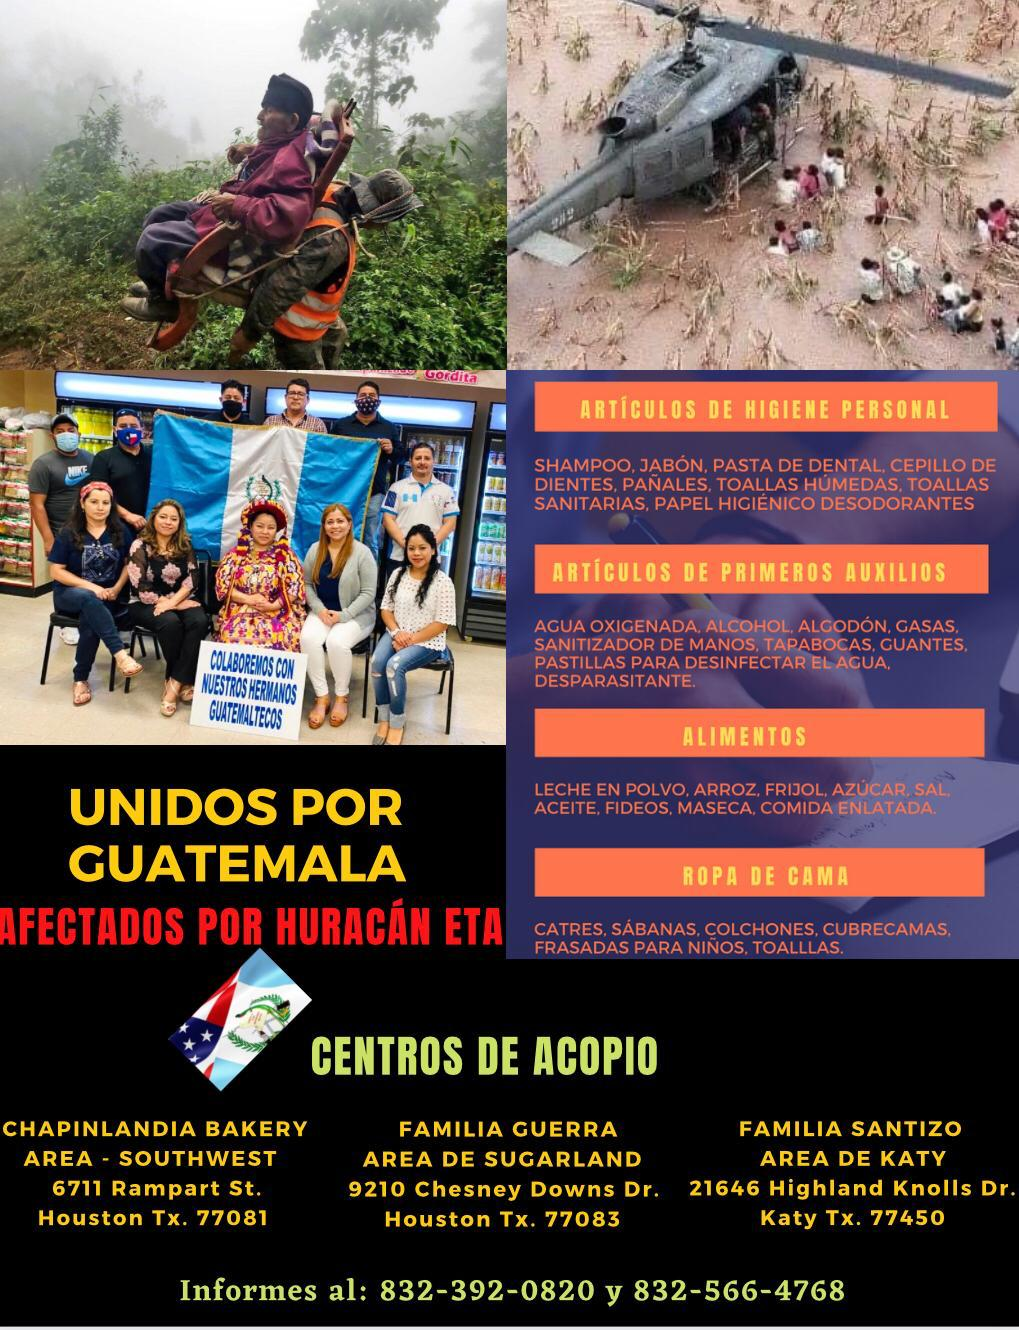 Gordita
282
NIKE
COLABOREMOS CON
NUESTROS HERMANOS
GUATEMALTECOS
UNIDOS POR
GUATEMALA
AFECTADOS POR HURACÁN ETA
ARTÍCULOS DE HIGIENE PERSONAL
SHAMPOO, JABÓN, PASTA DE DENTAL, CEPILLO DE
DIENTES, PAÑALES, TOALLAS HÚMEDAS, TOALLAS
SANITARIAS, PAPEL HIGIÉNICO DESODORANTES
ARTÍCULOS DE PRIMEROS AUXILIOS
AGUA OXIGENADA, ALCOHOL, ALGODÓN, GASAS,
SANITIZADOR DE MANOS, TAPABOCAS, GUANTES,
PASTILLAS PARA DESINFECTAR EL AGUA,
DESPARASITANTE.
ALIMENTOS
LECHE EN POLVO, ARROZ, FRIJOL, AZÚCAR, SAL,
ACEITE, FIDEOS, MASECA, COMIDA ENLATADA.
ROPA DE CAMA
CATRES, SÁBANAS, COLCHONES, CUBRECAMAS,
FRASADAS PARA NIÑOS, TOALLLAS.
CENTROS DE ACOPIO
CHAPINLANDIA BAKERY
AREA - SOUTHWEST
6711 Rampart St.
Houston Tx. 77081
FAMILIA GUERRA
AREA DE SUGARLAND
9210 Chesney Downs Dr.
Houston Tx. 77083
FAMILIA SANTIZO
AREA DE KATY
21646 Highland Knolls Dr.
Katy Tx. 77450
Informes al: 832-392-0820 y 832-566-4768